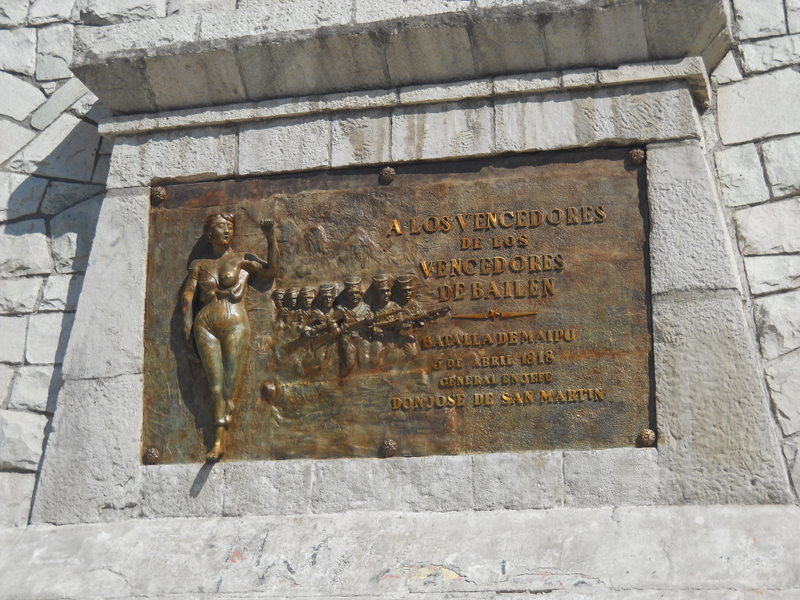 A LOS VENCEDORES
DE LOS
VENCEDORES
DE BAILEN
BATALLA DE MAIPU
5 DE ABRIL 1818
GENERAL EN JEFE
DON JOSE DE SAN MARTIN